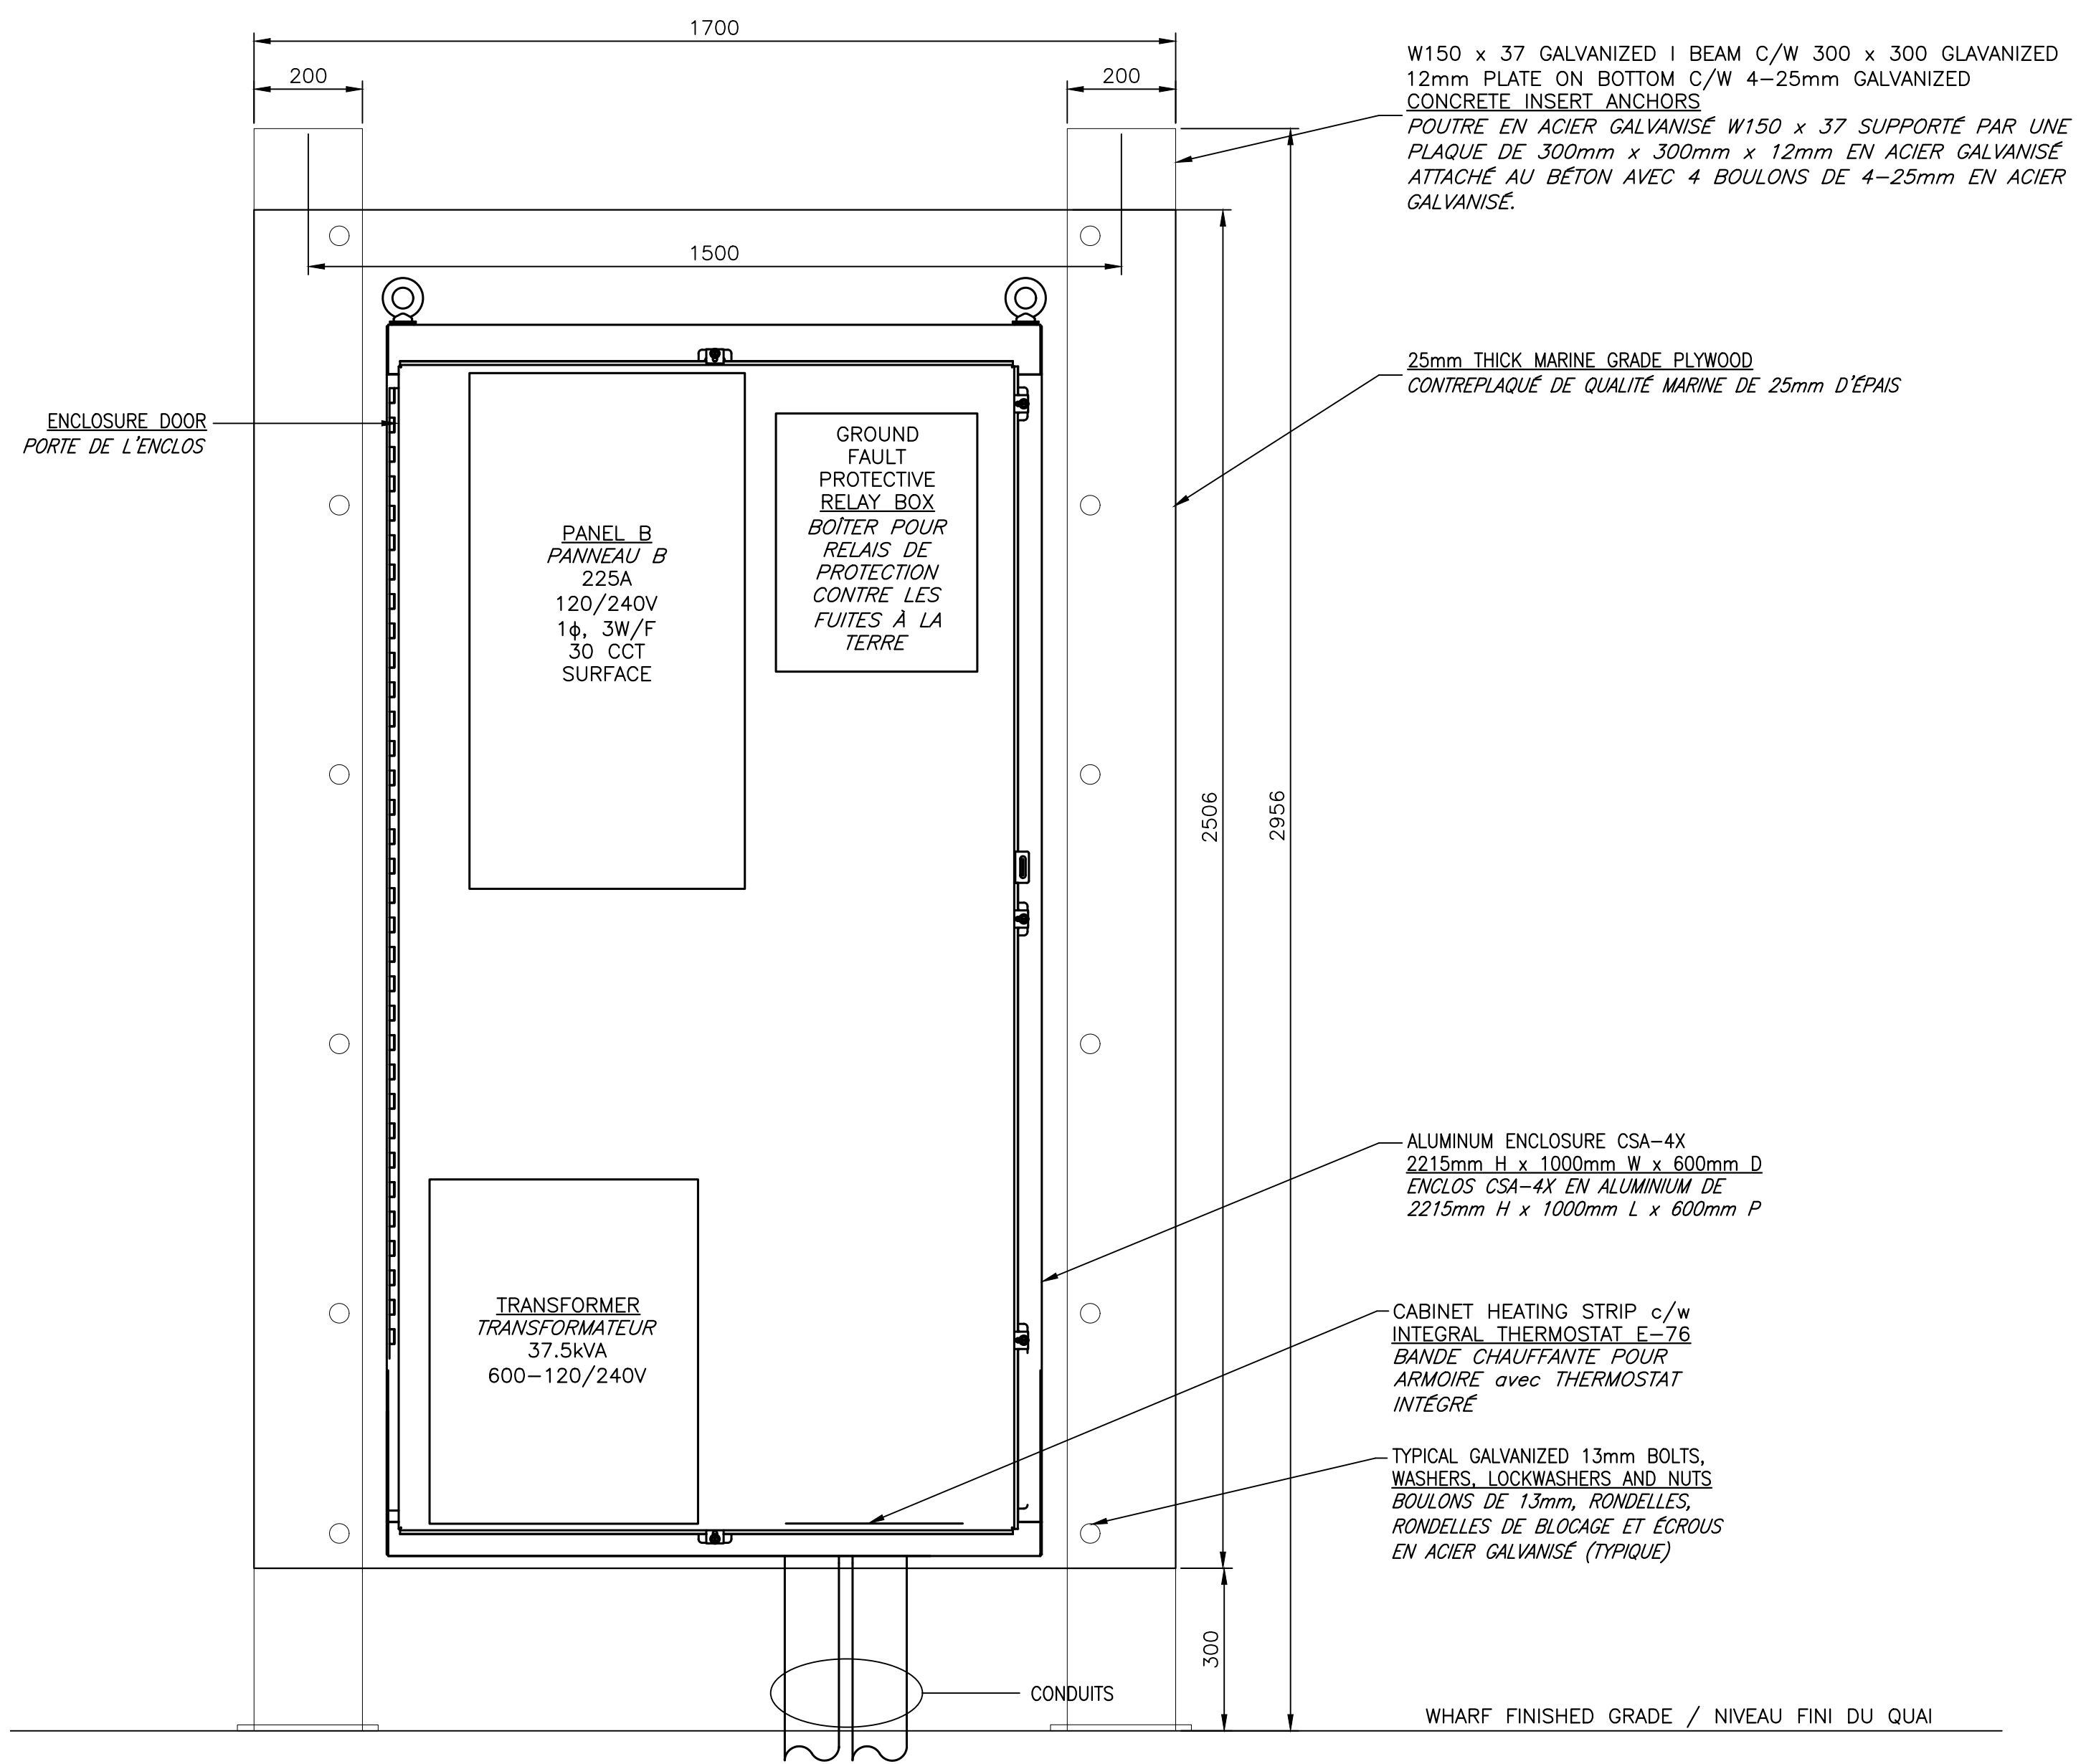 1700
200
200
W150 x 37 GALVANIZED I BEAM C/W 300 x 300 GLAVANIZED
12mm PLATE ON BOTTOM C/W 4-25mm GALVANIZED
CONCRETE INSERT ANCHORS
POUTRE EN ACIER GALVANISÉ W150 x 37 SUPPORTÉ PAR UNE
PLAQUE DE 300mm x 300mm x 12mm EN ACIER GALVANISÉ
ATTACHÉ AU BÉTON AVEC 4 BOULONS DE 4-25mm EN ACIER
GALVANISÉ.
1500
25mm THICK MARINE GRADE PLYWOOD
CONTREPLAQUÉ DE QUALITÉ MARINE DE 25mm D'ÉPAIS
ENCLOSURE DOOR
PORTE DE L'ENCLOS
GROUND
FAULT
PROTECTIVE
RELAY BOX
BOÎTER POUR
RELAIS DE
PROTECTION
CONTRE LES
FUITES À LA
TERRE
PANEL B
PANNEAU B
225A
120/240V
1ϕ, 3W/F
30 CCT
SURFACE
2506
2956
ALUMINUM ENCLOSURE CSA-4X
2215mm H x 1000mm W x 600mm D
ENCLOS CSA-4X EN ALUMINIUM DE
2215mm H x 1000mm L x 600mm P
TRANSFORMER
TRANSFORMATEUR
37.5kVA
600-120/240V
CABINET HEATING STRIP c/w
INTEGRAL THERMOSTAT E-76
BANDE CHAUFFANTE POUR
ARMOIRE avec THERMOSTAT
INTÉGRÉ
TYPICAL GALVANIZED 13mm BOLTS,
WASHERS, LOCKWASHERS AND NUTS
BOULONS DE 13mm, RONDELLES,
RONDELLES DE BLOCAGE ET ÉCROUS
EN ACIER GALVANISÉ (TYPIQUE)
300
CONDUITS
WHARF FINISHED GRADE / NIVEAU FINI DU QUAI